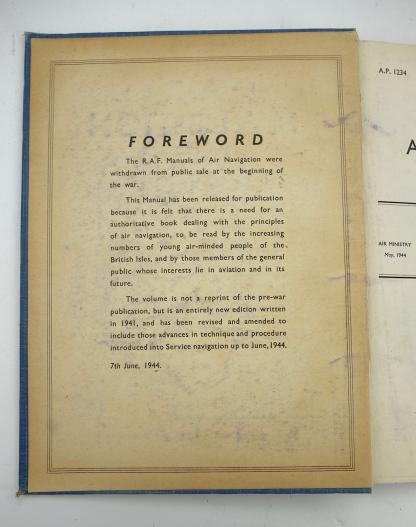 FOREWORD
The R.A.F. Manuals of Air Navigation were
withdrawn from public sale at the beginning of
the war.
This Manual has been released for publication
because it is felt that there is a need for an
authoritative book dealing with the principles
of air navigation, to be read by the increasing
numbers of young air-minded people of the
British Isles, and by those members of the general
public whose interests lie in aviation and in its
future.
The volume is not a reprint of the pre-war
publication, but is an entirely new edition written
in 1941, and has been revised and amended to
include those advances in technique and procedure
introduced into Service navigation up to June, 1944.
7th June, 1944.
A.P. 1234
A
AIR MINISTRY
May, 1944